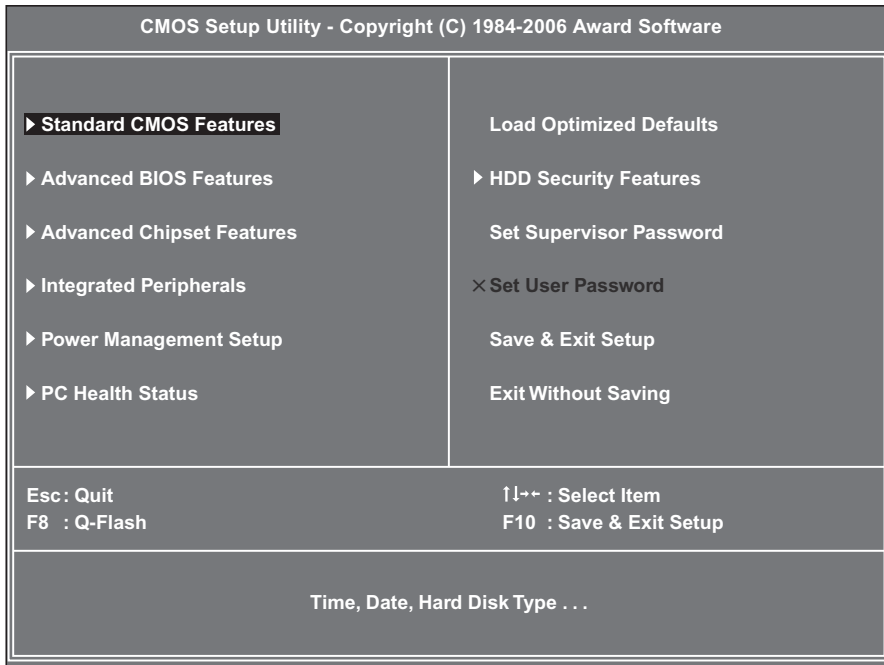 CMOS Setup Utility - Copyright (C) 1984-2006 Award Software
Standard CMOS Features
Advanced BIOS Features
Advanced Chipset Features
Integrated Peripherals
Power Management Setup
PC Health Status
Load Optimized Defaults
HDD Security Features
Set Supervisor Password
×Set User Password
Save & Exit Setup
Exit Without Saving
Esc: Quit
F8 : Q-Flash
↑↓→← : Select Item
F10 : Save & Exit Setup
Time, Date, Hard Disk Type . . .